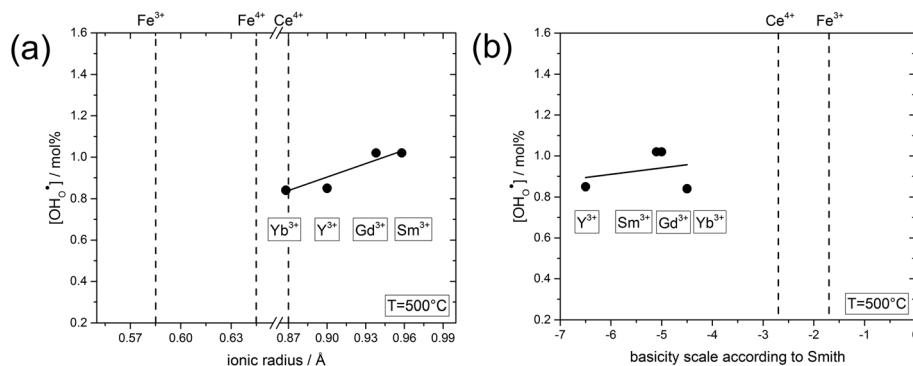 Fe³⁺ Fe⁴⁺ Ce⁴⁺
(a)
1.6
1.4
1.2
1.0
0.8
0.6
0.4
0.2
[OH_O^•] / mol%
Yb³⁺ Y³⁺ Gd³⁺ Sm³⁺
T=500°C
0.57 0.60 0.63 0.87 0.90 0.93 0.96 0.99
ionic radius / Å
Ce⁴⁺ Fe³⁺
(b)
1.6
1.4
1.2
1.0
0.8
0.6
0.4
0.2
[OH_O^•] / mol%
Y³⁺ Sm³⁺ Gd³⁺ Yb³⁺
T=500°C
-7 -6 -5 -4 -3 -2 -1 0
basicity scale according to Smith